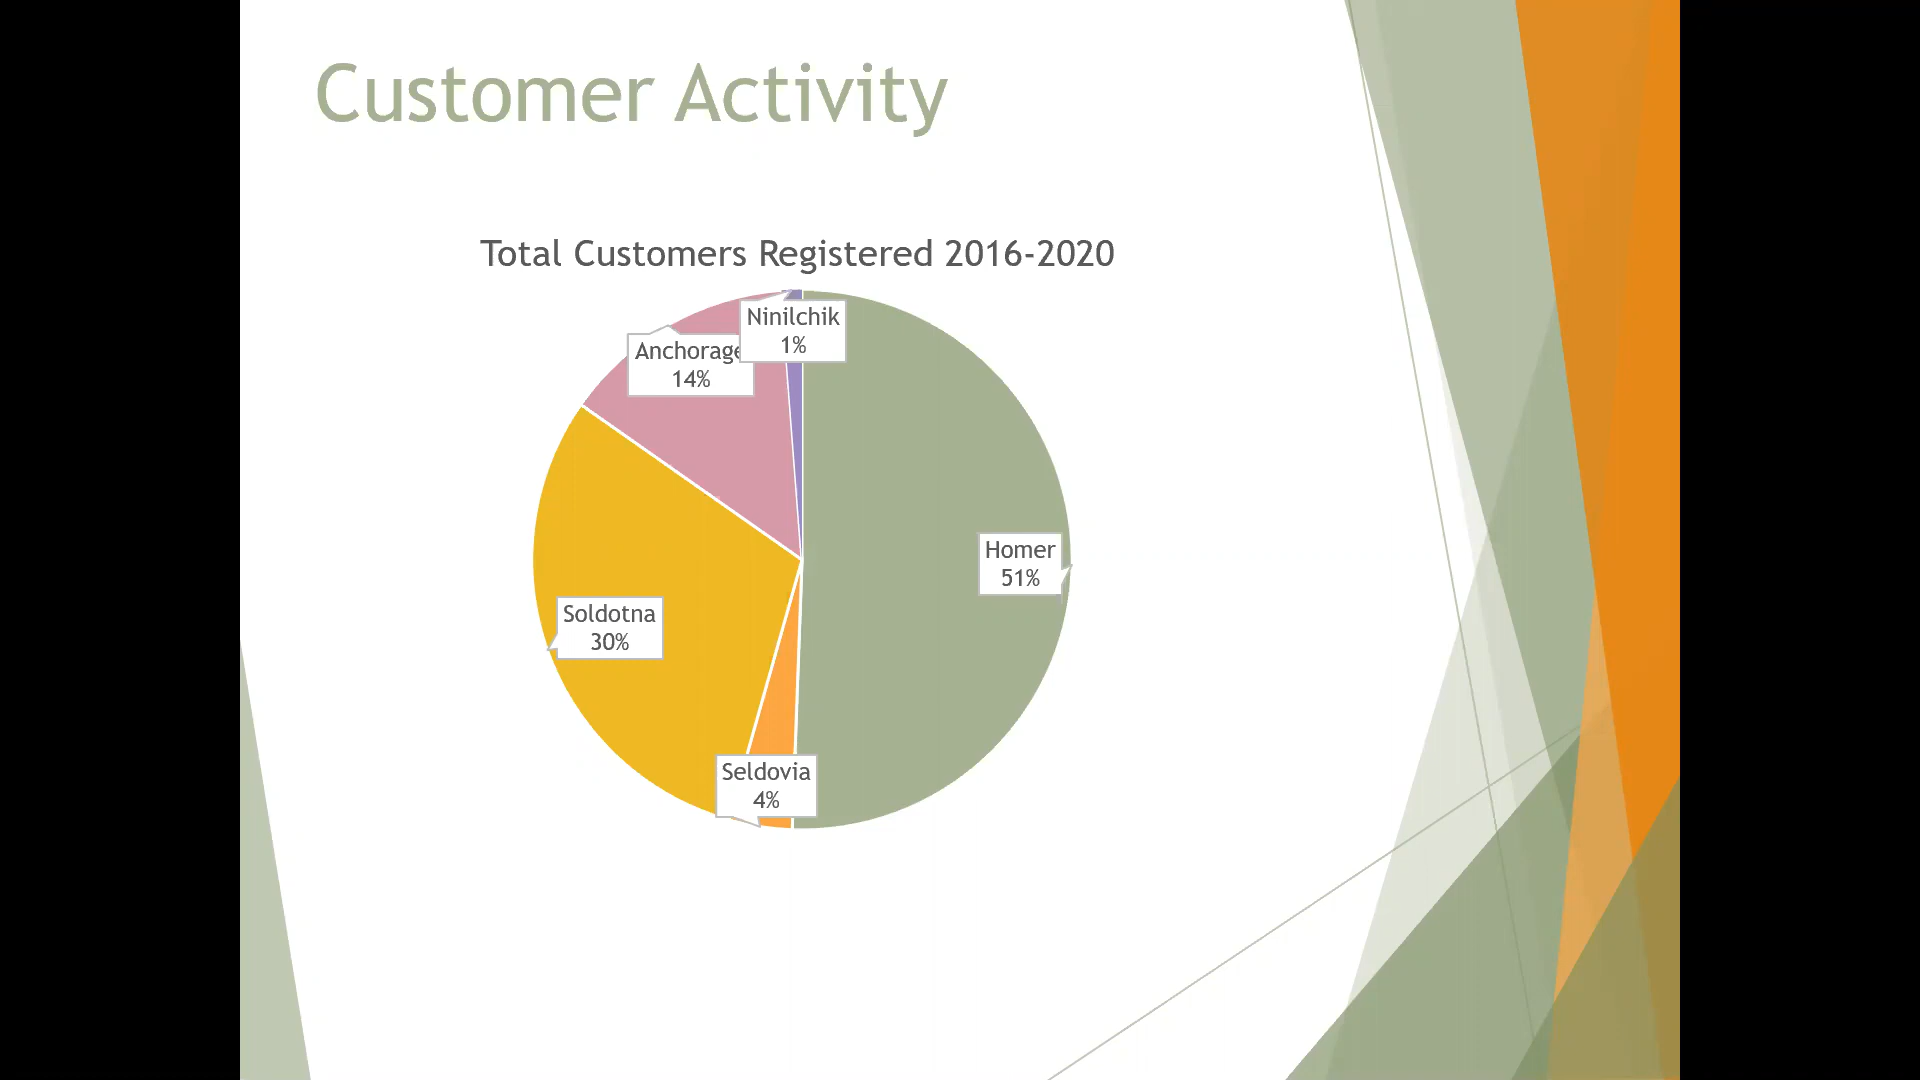 Customer Activity
Total Customers Registered 2016-2020
Ninilchik
1%
Anchorage
14%
Homer
51%
Soldotna
30%
Seldovia
4%